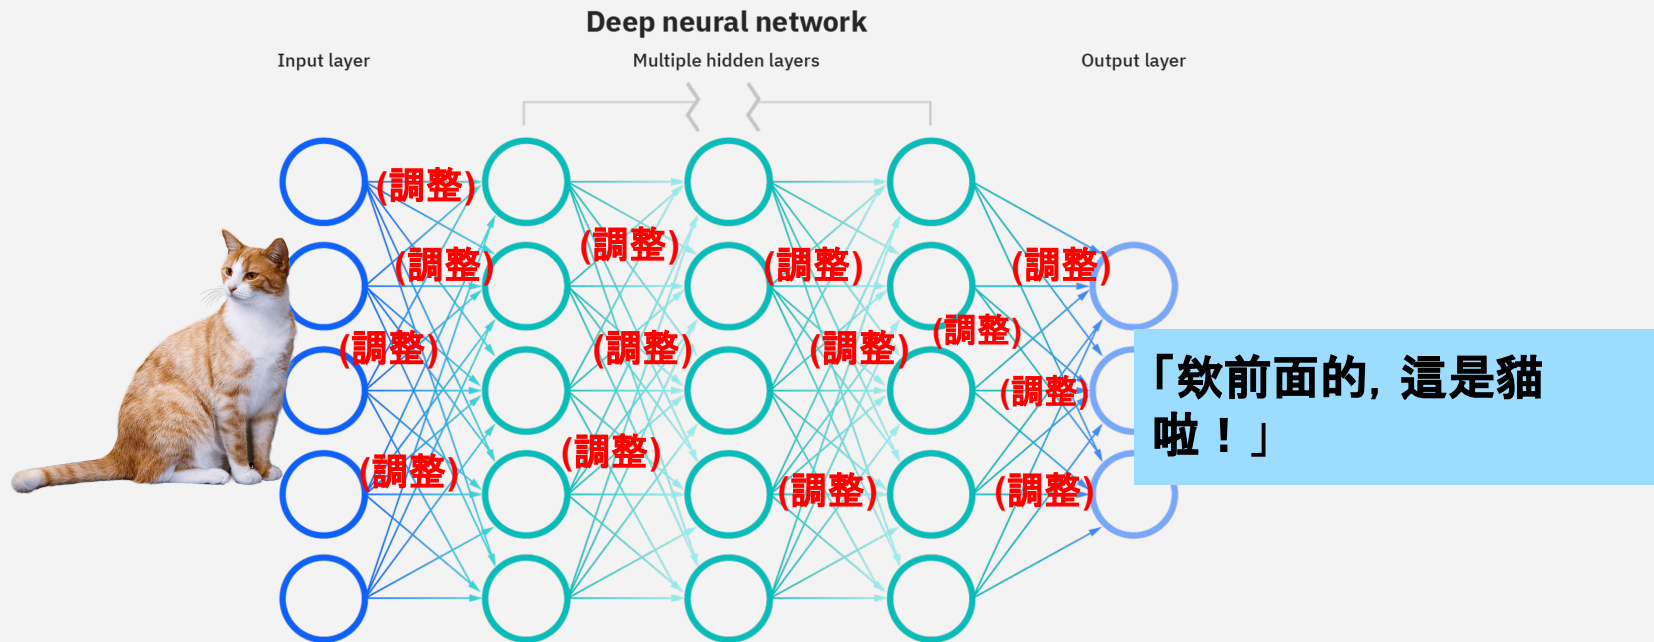 Deep neural network
Input layer
Multiple hidden layers
Output layer
(調整)
(調整)
(調整)
(調整)
(調整)
(調整)
(調整)
(調整)
(調整)
(調整)
(調整)
(調整)
(調整)
(調整)
「欸前面的, 這是貓
啦！」